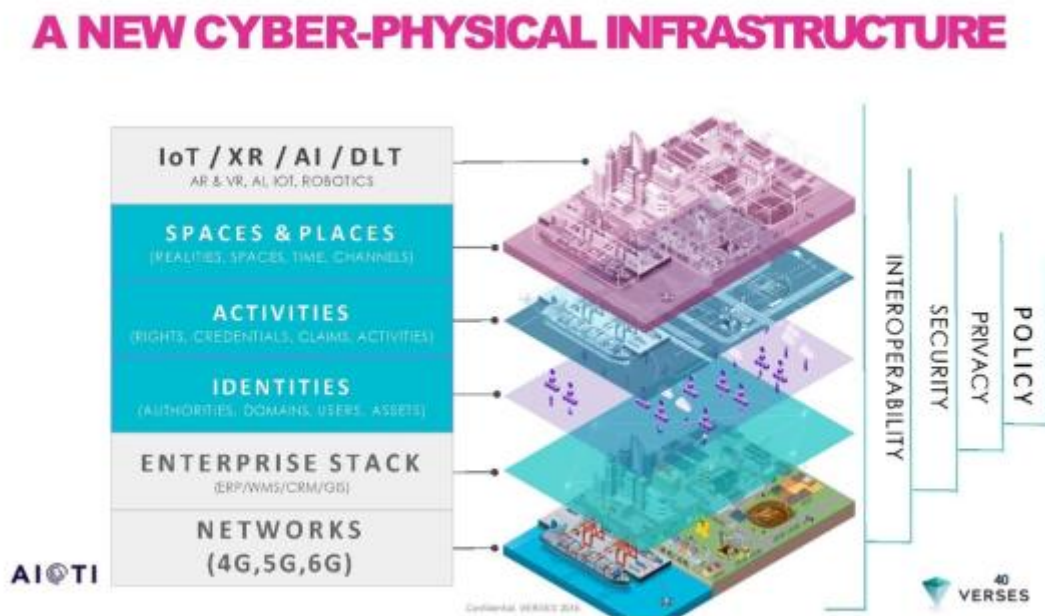 A NEW CYBER-PHYSICAL INFRASTRUCTURE
IoT / XR / AI / DLT
AR & VR, AI, IOT, ROBOTICS
SPACES & PLACES
(REALITIES, SPACES, TIME, CHANNELS)
ACTIVITIES
(RIGHTS, CREDENTIALS, CLAIMS, ACTIVITIES)
IDENTITIES
(AUTHORITIES, DOMAINS, USERS, ASSETS)
ENTERPRISE STACK
(ERP/WMS/CRM/GIS)
NETWORKS
(4G,5G,6G)
INTEROPERABILITY
SECURITY
PRIVACY
POLICY
AIOTI
Confidential VERSES
40
VERSES